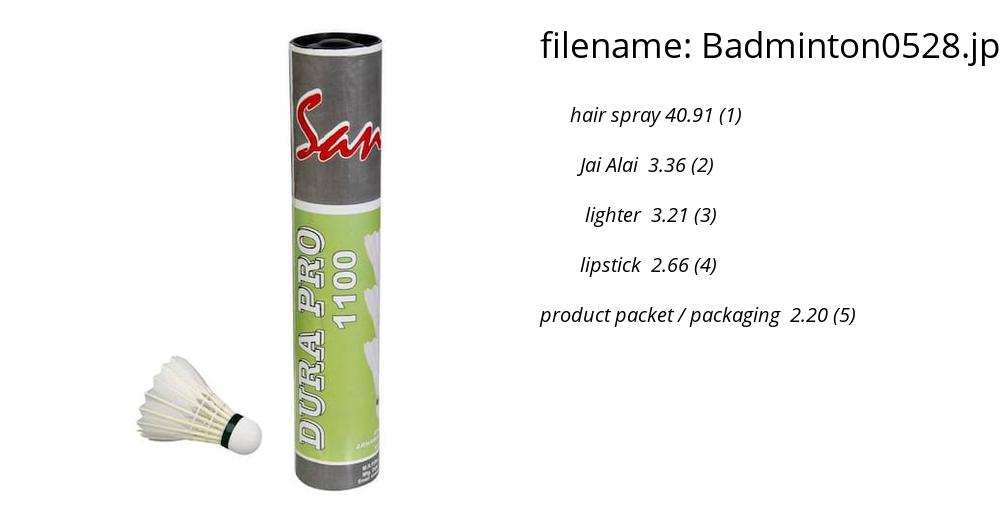 filename: Badminton0528.jp
hair spray 40.91 (1)
Jai Alai 3.36 (2)
lighter 3.21 (3)
lipstick 2.66 (4)
product packet / packaging 2.20 (5)
San
DURA PRO
1100